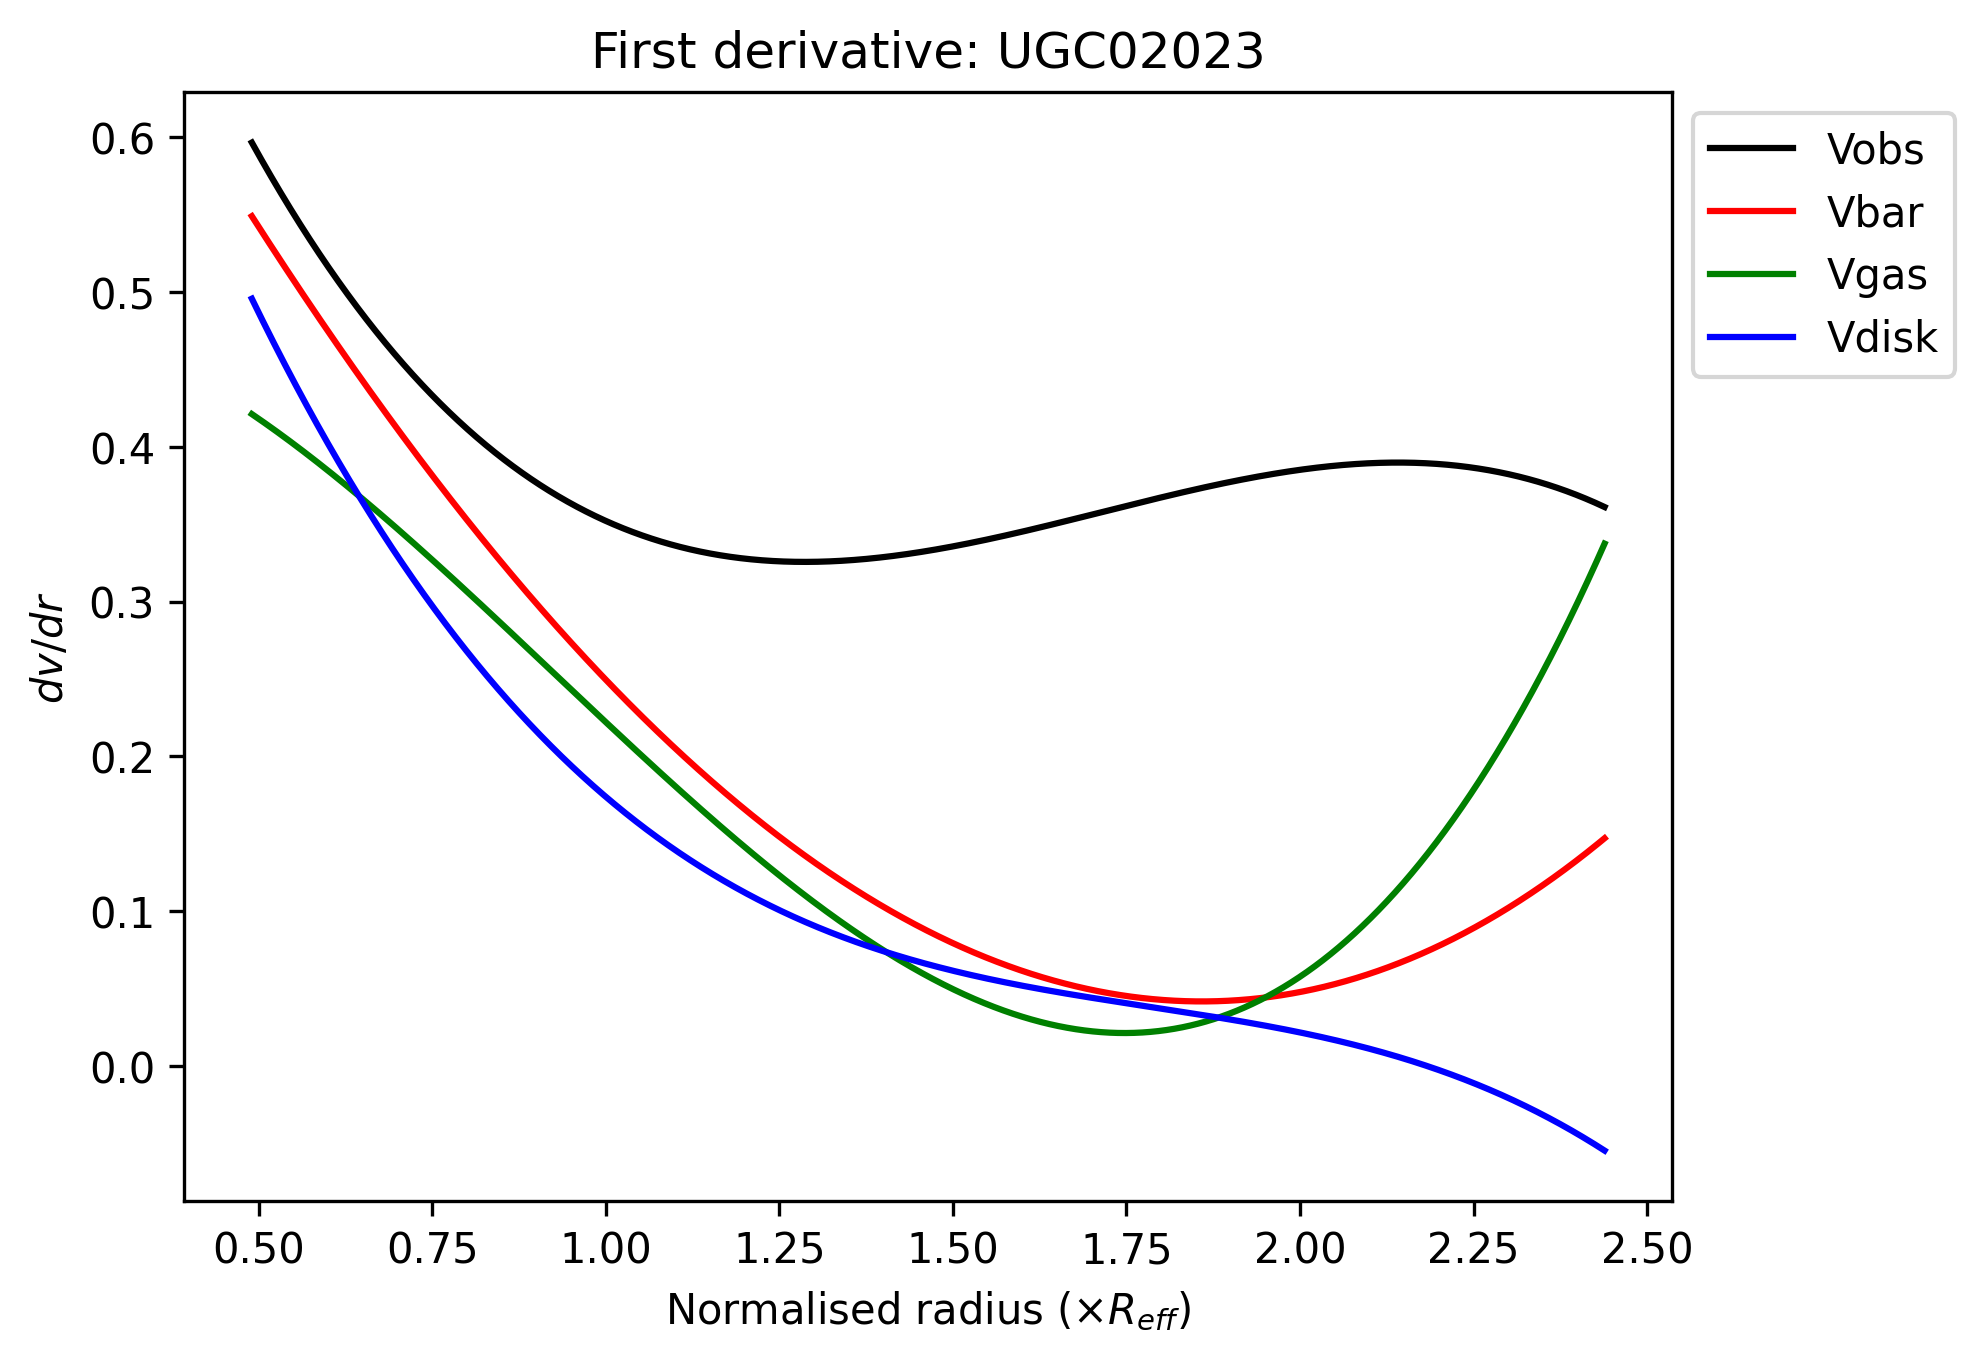 First derivative: UGC02023
Vobs
Vbar
Vgas
Vdisk
dv/dr
0.6
0.5
0.4
0.3
0.2
0.1
0.0
0.50 0.75 1.00 1.25 1.50 1.75 2.00 2.25 2.50
Normalised radius (×R_eff)